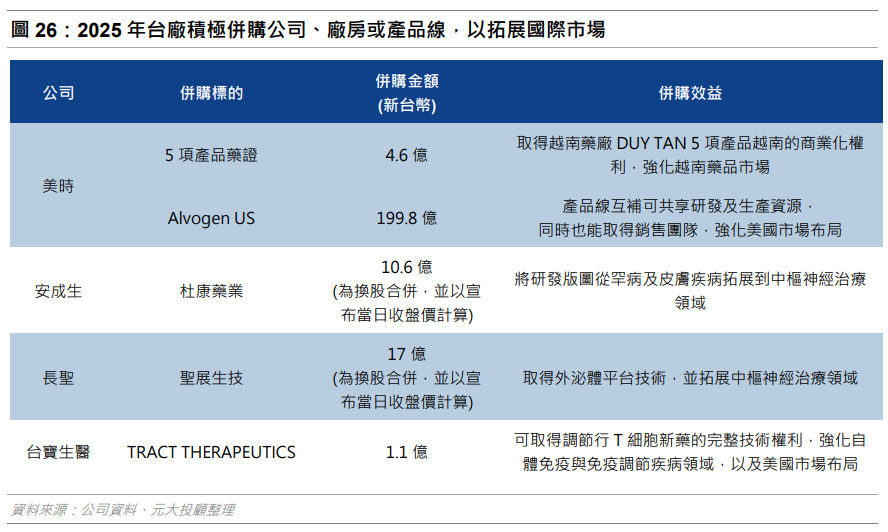 圖 26：2025 年台廠積極併購公司、廠房或產品線，以拓展國際市場
公司
併購標的
併購金額
(新台幣)
併購效益
美時
5 項產品藥證
4.6 億
取得越南藥廠 DUY TAN 5 項產品越南的商業化權
利，強化越南藥品市場
Alvogen US
199.8 億
產品線互補可共享研發及生產資源，
同時也能取得銷售團隊，強化美國市場布局
安成生
杜康藥業
10.6 億
(為換股合併，並以宣
布當日收盤價計算)
將研發版圖從罕病及皮膚疾病拓展到中樞神經治療
領域
長聖
聖展生技
17 億
(為換股合併，並以宣
布當日收盤價計算)
取得外泌體平台技術，並拓展中樞神經治療領域
台寶生醫
TRACT THERAPEUTICS
1.1 億
可取得調節行 T 細胞新藥的完整技術權利，強化自
體免疫與免疫調節疾病領域，以及美國市場布局
資料來源：公司資料、元大投顧整理